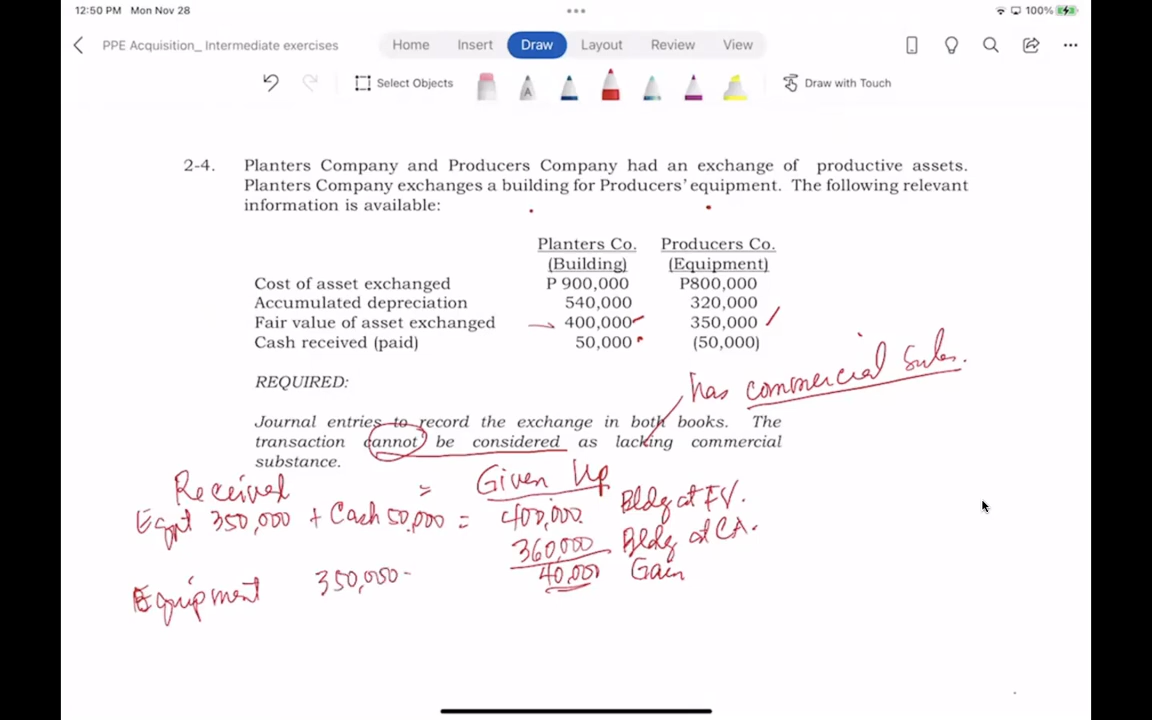 12:50 PM Mon Nov 28
100%
PPE Acquisition_ Intermediate exercises
Home Insert Draw Layout Review View
Select Objects
A
Draw with Touch
2-4. Planters Company and Producers Company had an exchange of productive assets.
Planters Company exchanges a building for Producers' equipment. The following relevant
information is available:
Planters Co. Producers Co.
(Building) (Equipment)
Cost of asset exchanged P 900,000 P800,000
Accumulated depreciation 540,000 320,000
Fair value of asset exchanged 400,000 350,000
Cash received (paid) 50,000 (50,000)
has commercial subs.
REQUIRED:
Journal entries to record the exchange in both books. The
transaction cannot be considered as lacking commercial
substance.
Received = Given Up
Eqpt 350,000 + Cash 50,000 = 400,000. Bldg at FV.
360,000 Bldg at CA.
40,000 Gain
Equipment 350,000-